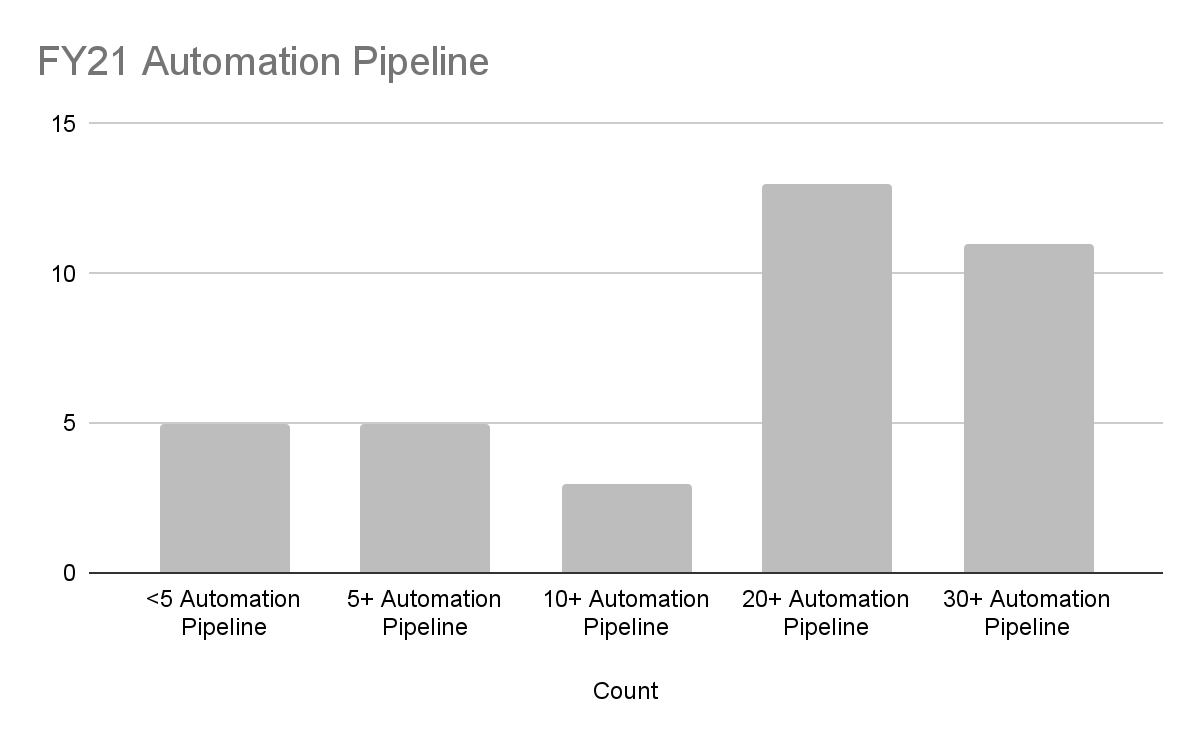 FY21 Automation Pipeline
15
10
5
0
<5 Automation
Pipeline
5+ Automation
Pipeline
10+ Automation
Pipeline
20+ Automation
Pipeline
30+ Automation
Pipeline
Count